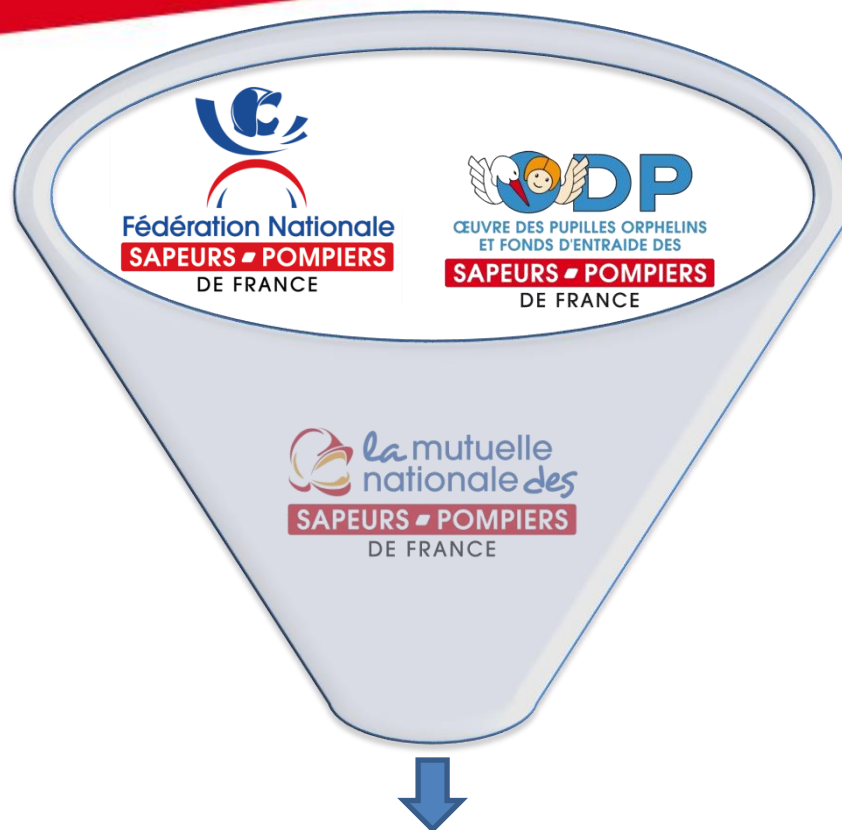 Fédération Nationale
SAPEURS - POMPIERS
DE FRANCE
ODP
ŒUVRE DES PUPILLES ORPHELINS
ET FONDS D'ENTRAIDE DES
SAPEURS - POMPIERS
DE FRANCE
la mutuelle
nationale des
SAPEURS - POMPIERS
DE FRANCE